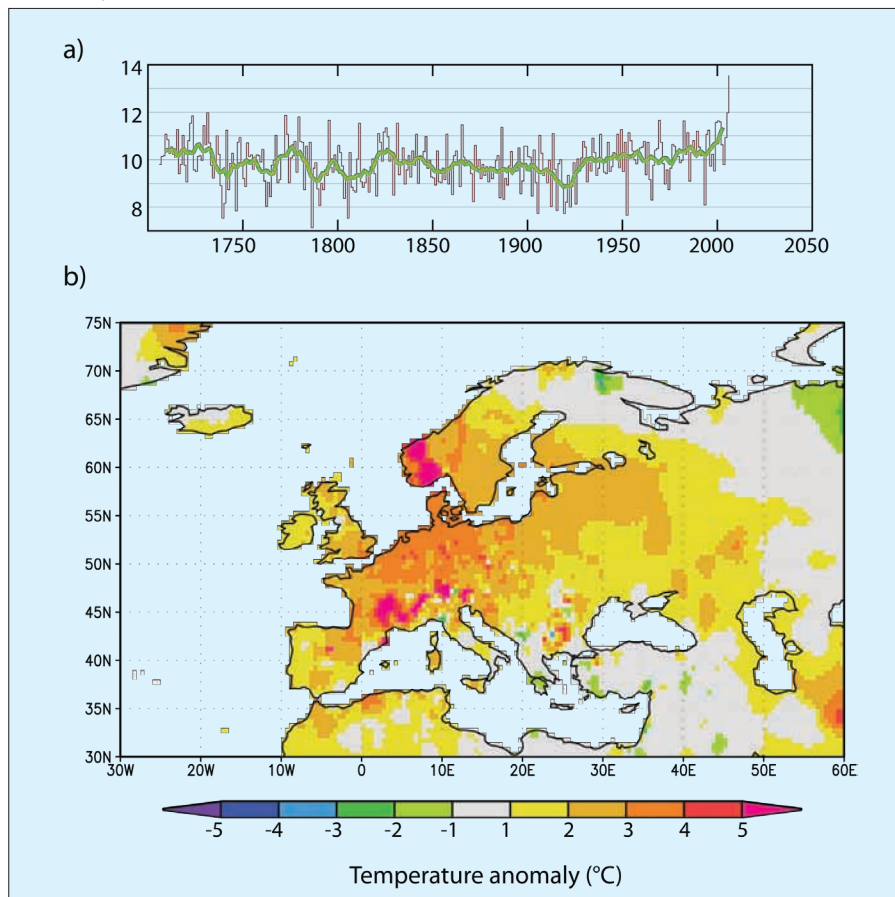 a)
14
12
10
8
1750 1800 1850 1900 1950 2000 2050
b)
75N
70N
65N
60N
55N
50N
45N
40N
35N
30N
30W 20W 10W 0 10E 20E 30E 40E 50E 60E
-5 -4 -3 -2 -1 1 2 3 4 5
Temperature anomaly (°C)